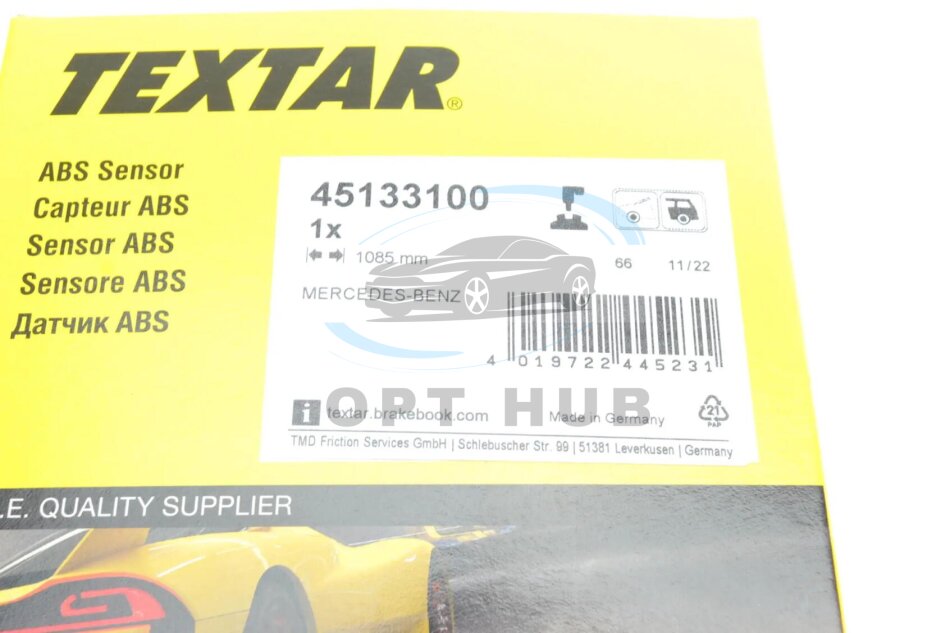 TEXTAR®
ABS Sensor
Capteur ABS
Sensor ABS
Sensore ABS
Датчик ABS
45133100
1x
1085 mm
66 11/22
MERCEDES-BENZ
4 019722 445231
OPT HUB
i textar.brakebook.com Made in Germany
21
PAP
TMD Friction Services GmbH | Schlebuscher Str. 99 | 51381 Leverkusen | Germany
.E. QUALITY SUPPLIER